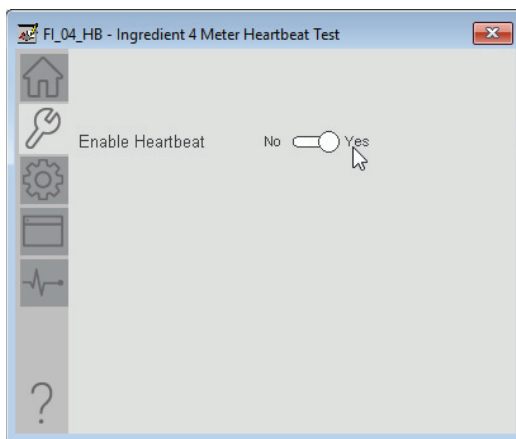 FI_04_HB - Ingredient 4 Meter Heartbeat Test
Enable Heartbeat No Yes
?